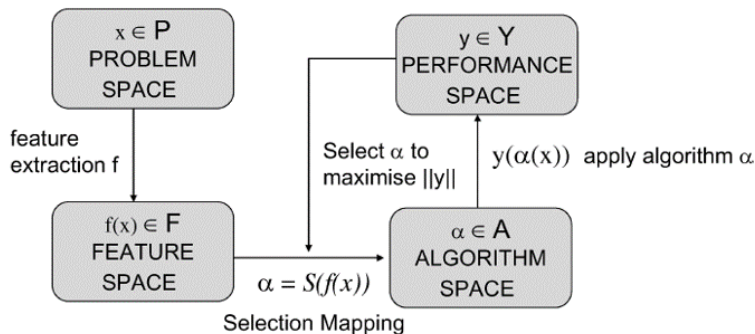 x ∈ P
PROBLEM
SPACE
y ∈ Y
PERFORMANCE
SPACE
feature
extraction f
Select α to
maximise ||y||
y(α(x)) apply algorithm α
f(x) ∈ F
FEATURE
SPACE
α = S(f(x))
Selection Mapping
α ∈ A
ALGORITHM
SPACE